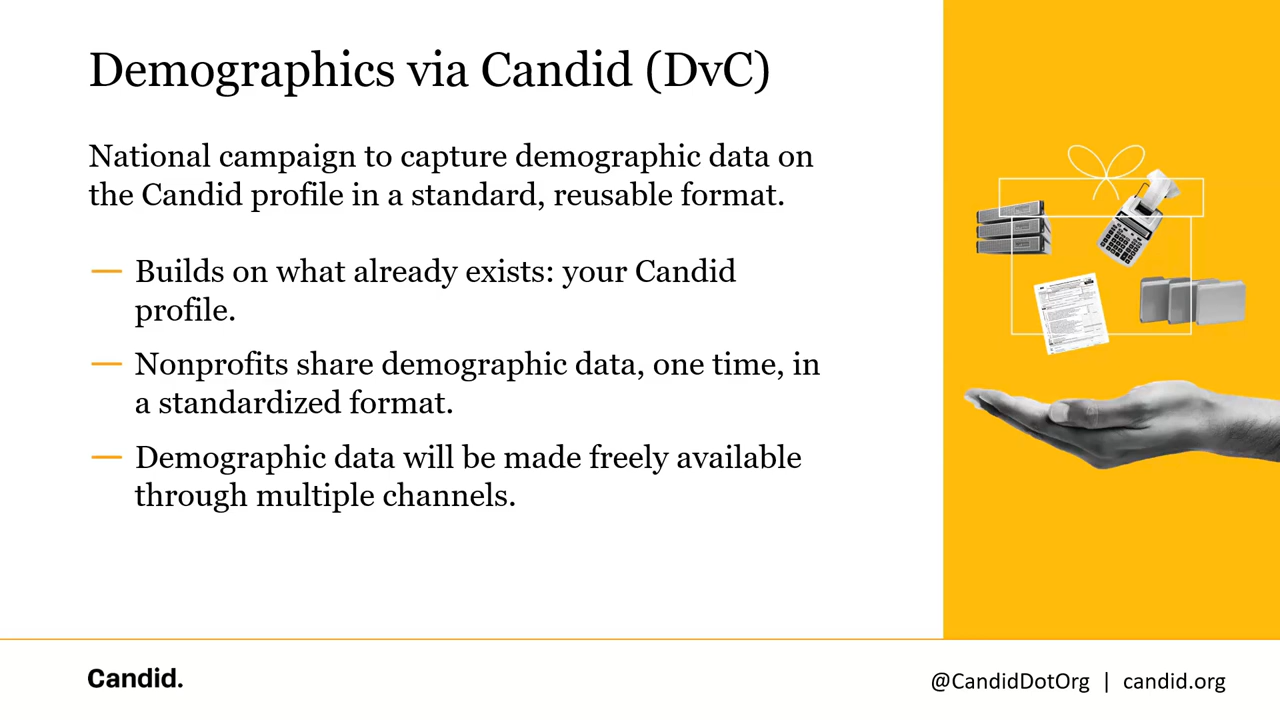 Demographics via Candid (DvC)
National campaign to capture demographic data on
the Candid profile in a standard, reusable format.
— Builds on what already exists: your Candid
profile.
— Nonprofits share demographic data, one time, in
a standardized format.
— Demographic data will be made freely available
through multiple channels.
Candid.
@CandidDotOrg | candid.org